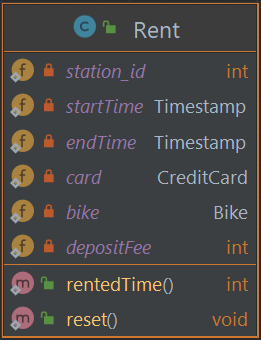 Rent
station_id int
startTime Timestamp
endTime Timestamp
card CreditCard
bike Bike
depositFee int
rentedTime() int
reset() void